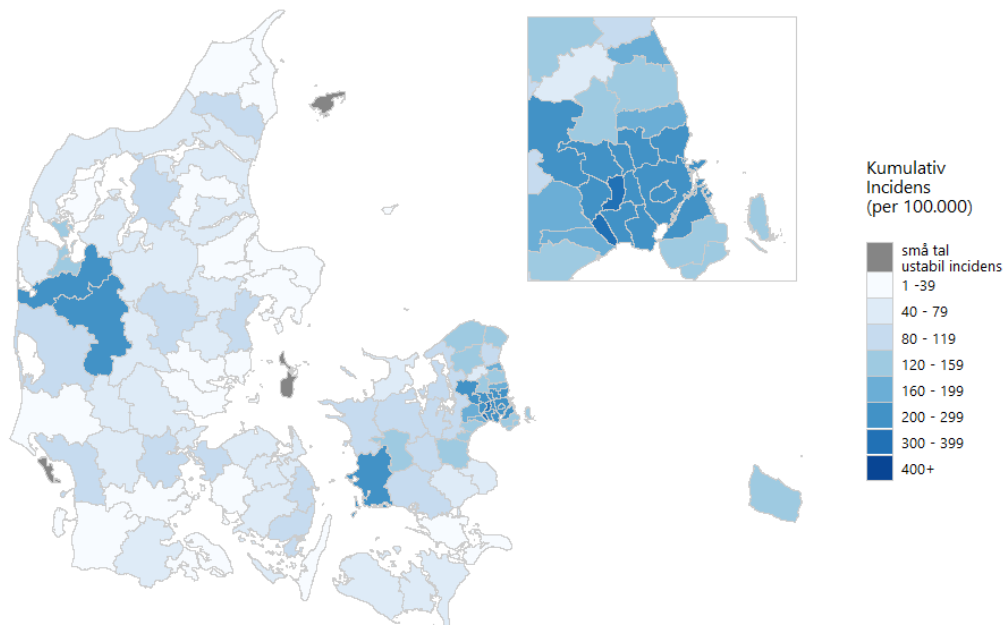 Kumulativ
Incidens
(per 100.000)
små tal
ustabil incidens
1 -39
40 - 79
80 - 119
120 - 159
160 - 199
200 - 299
300 - 399
400+